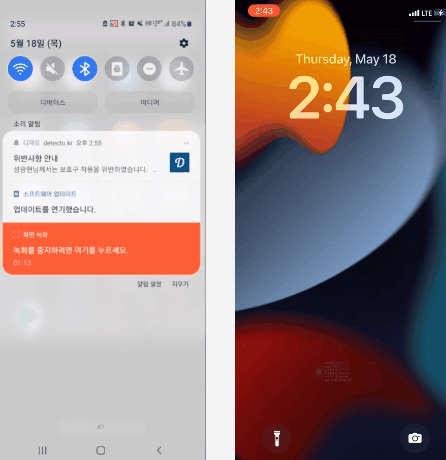 2:55
84%
5월 18일 (목)
디바이스
미디어
소리 알림
디텍토 detecto.kr 오후 2:55
위반사항 안내
성광현님께서는 보호구 착용을 위반하였습니다.
소프트웨어 업데이트
업데이트를 연기했습니다.
화면 녹화
녹화를 중지하려면 여기를 누르세요.
01:13
알림 설정 지우기
KT
2:43
LTE
Thursday, May 18
2:43